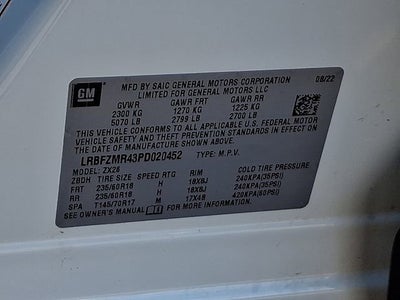 GM
MFD BY SAIC GENERAL MOTORS CORPORATION 08/22
LIMITED FOR GENERAL MOTORS LLC
GVWR GAWR FRT GAWR RR
2300 KG 1270 KG 1225 KG
5070 LB 2799 LB 2700 LB
THIS VEHICLE CONFORMS TO ALL APPLICABLE U.S. FEDERAL MOTOR
VEHICLE SAFETY, BUMPER, AND THEFT PREVENTION STANDARDS IN
EFFECT ON THE DATE OF MANUFACTURE SHOWN ABOVE.
LRBFZMR43PD020452 TYPE: M.P.V.
MODEL: ZX26
ZBDH TIRE SIZE SPEED RTG RIM COLD TIRE PRESSURE
FRT 235/60R18 H 18X8J 240KPA(35PSI)
RR 235/60R18 H 18X8J 240KPA(35PSI)
T145/70R17 M 17X4B 420KPA(60PSI)
SEE OWNER'S MANUAL FOR ADDITIONAL INFORMATION.